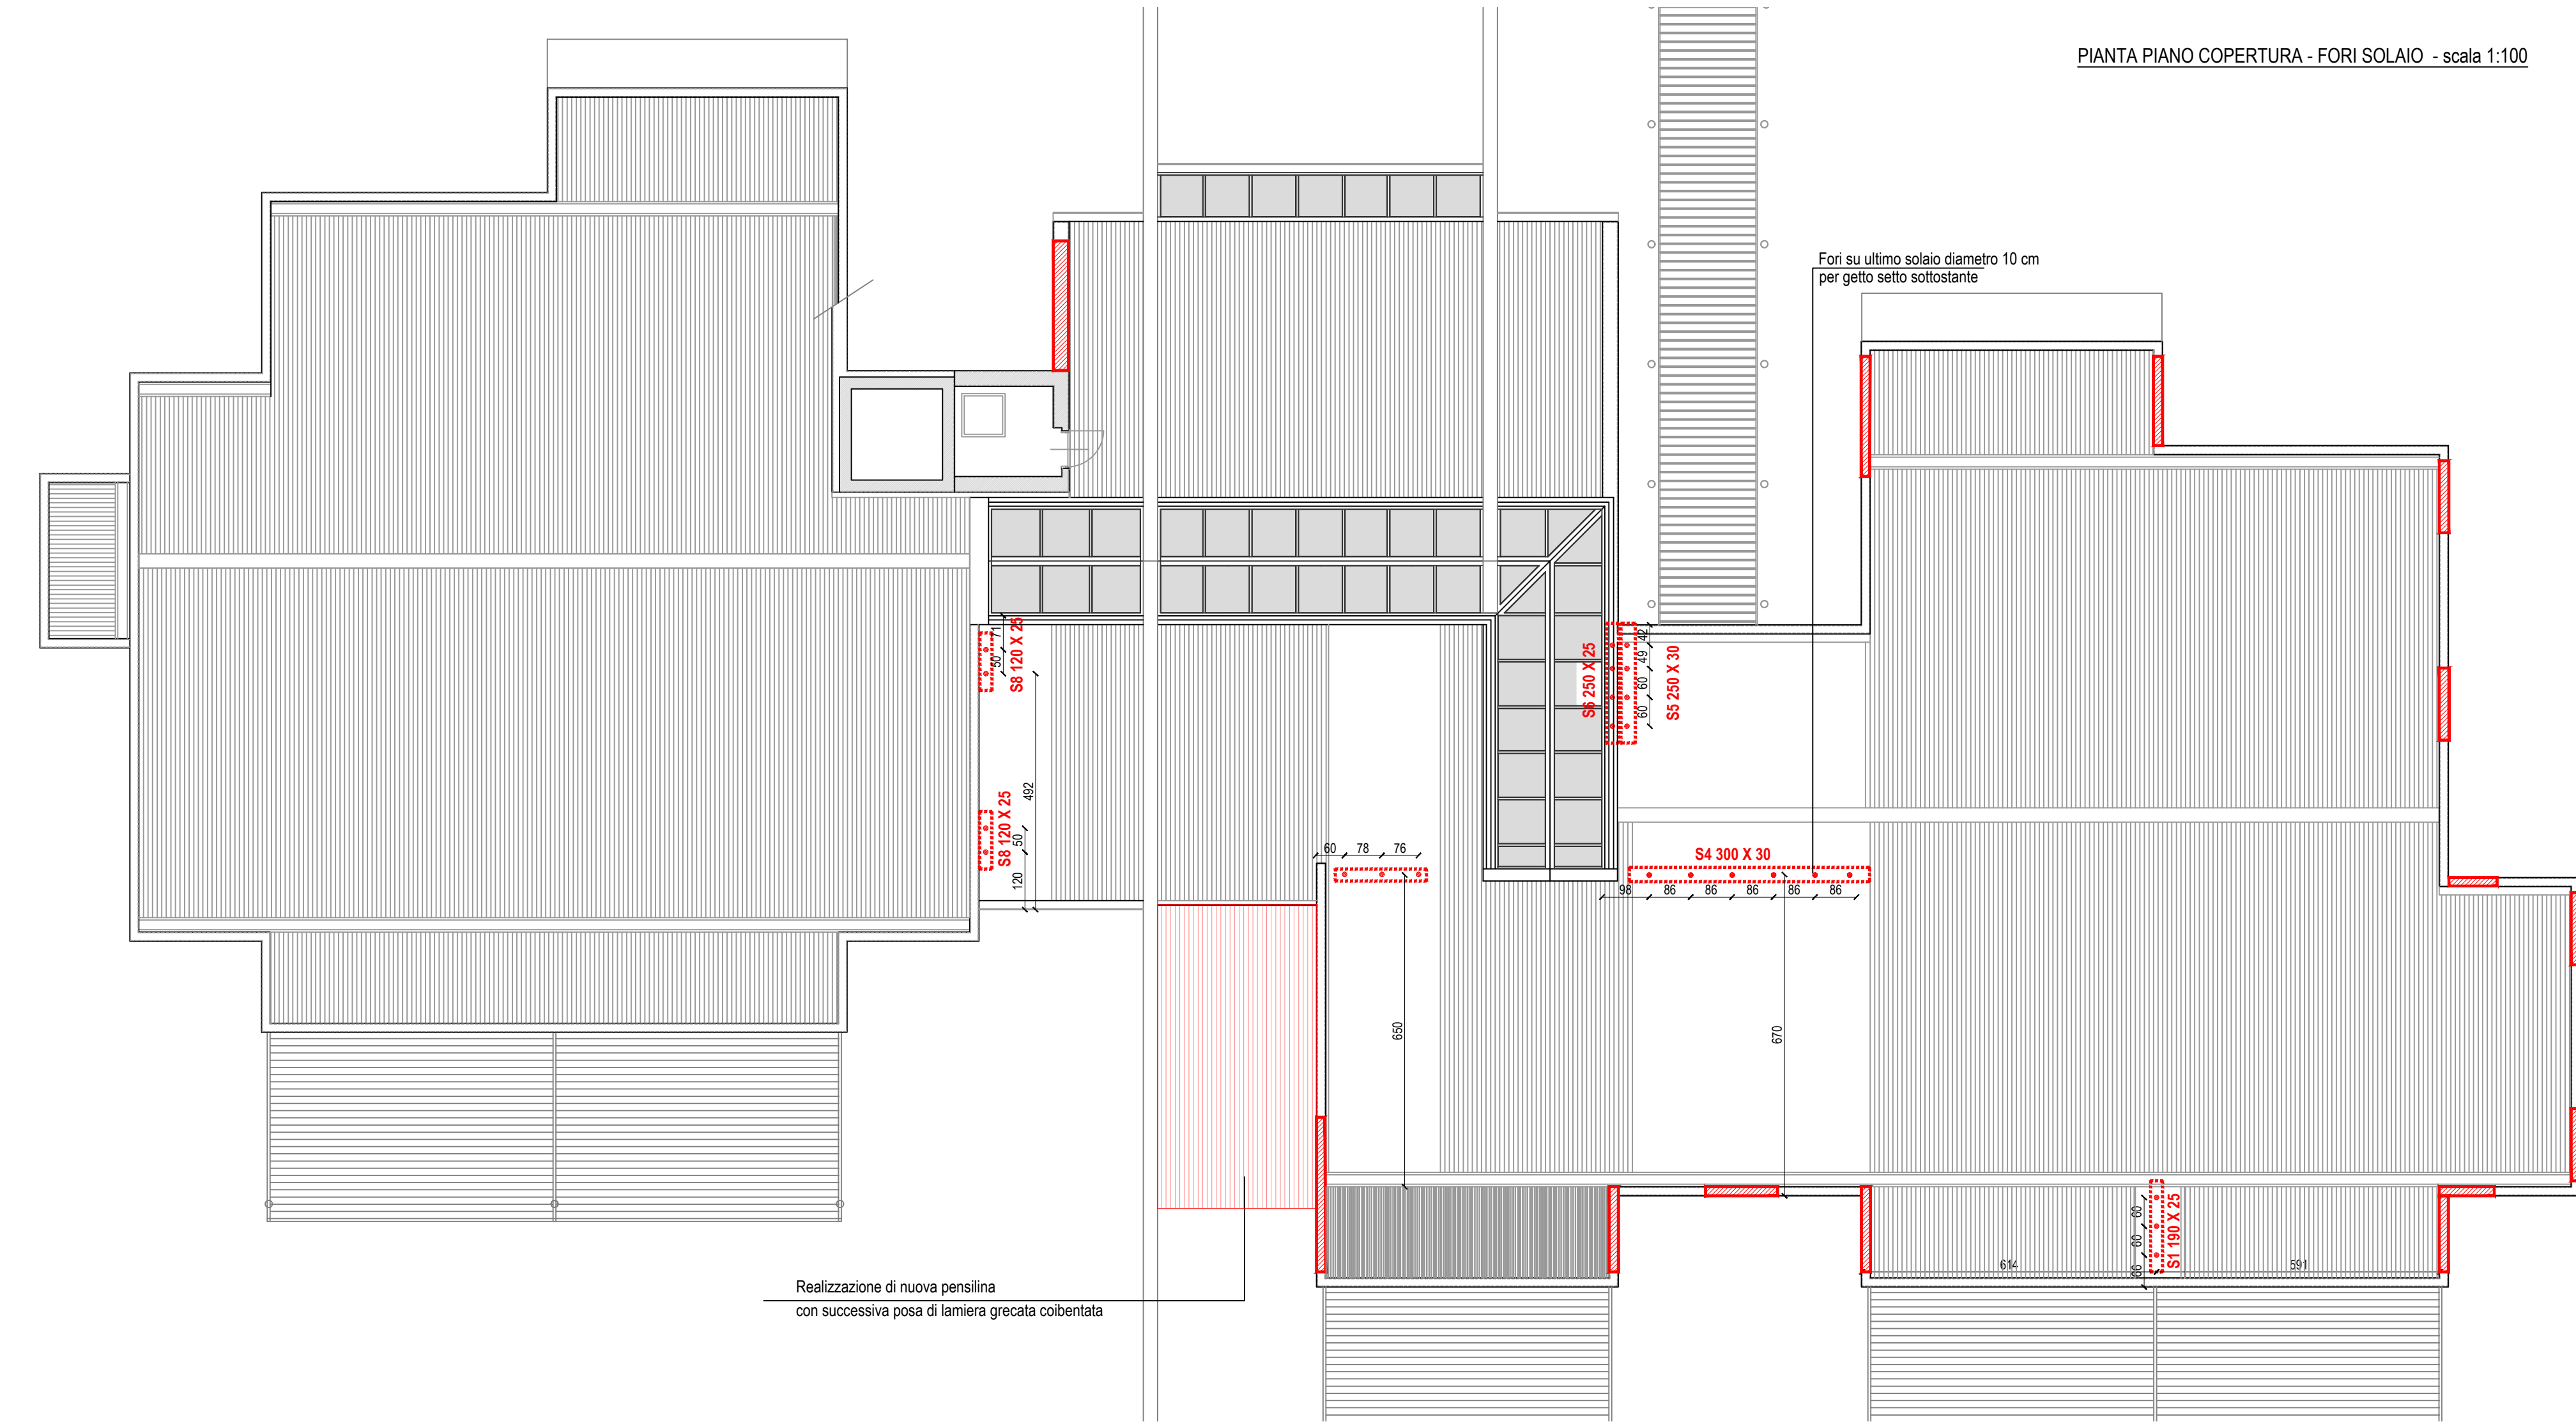 PIANTA PIANO COPERTURA - FORI SOLAIO - scala 1:100
Fori su ultimo solaio diametro 10 cm
per getto setto sottostante
71
50
S8 120 X 25
492
S8 120 X 25
50
120
S6 250 X 25
42
49
60
60
S5 250 X 30
60
78
76
650
S4 300 X 30
98
86
86
86
86
86
670
60
60
66
S1 190 X 25
614
591
Realizzazione di nuova pensilina
con successiva posa di lamiera grecata coibentata